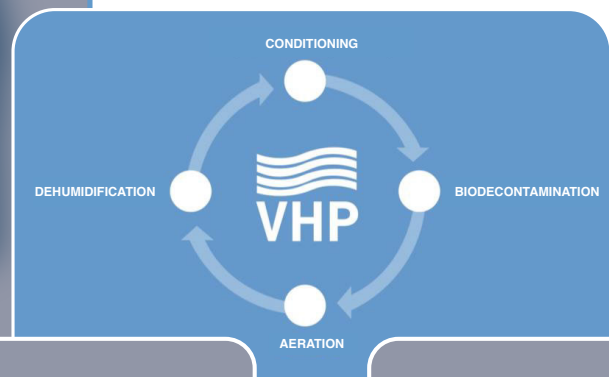 CONDITIONING
DEHUMIDIFICATION
VHP
BIODECONTAMINATION
AERATION